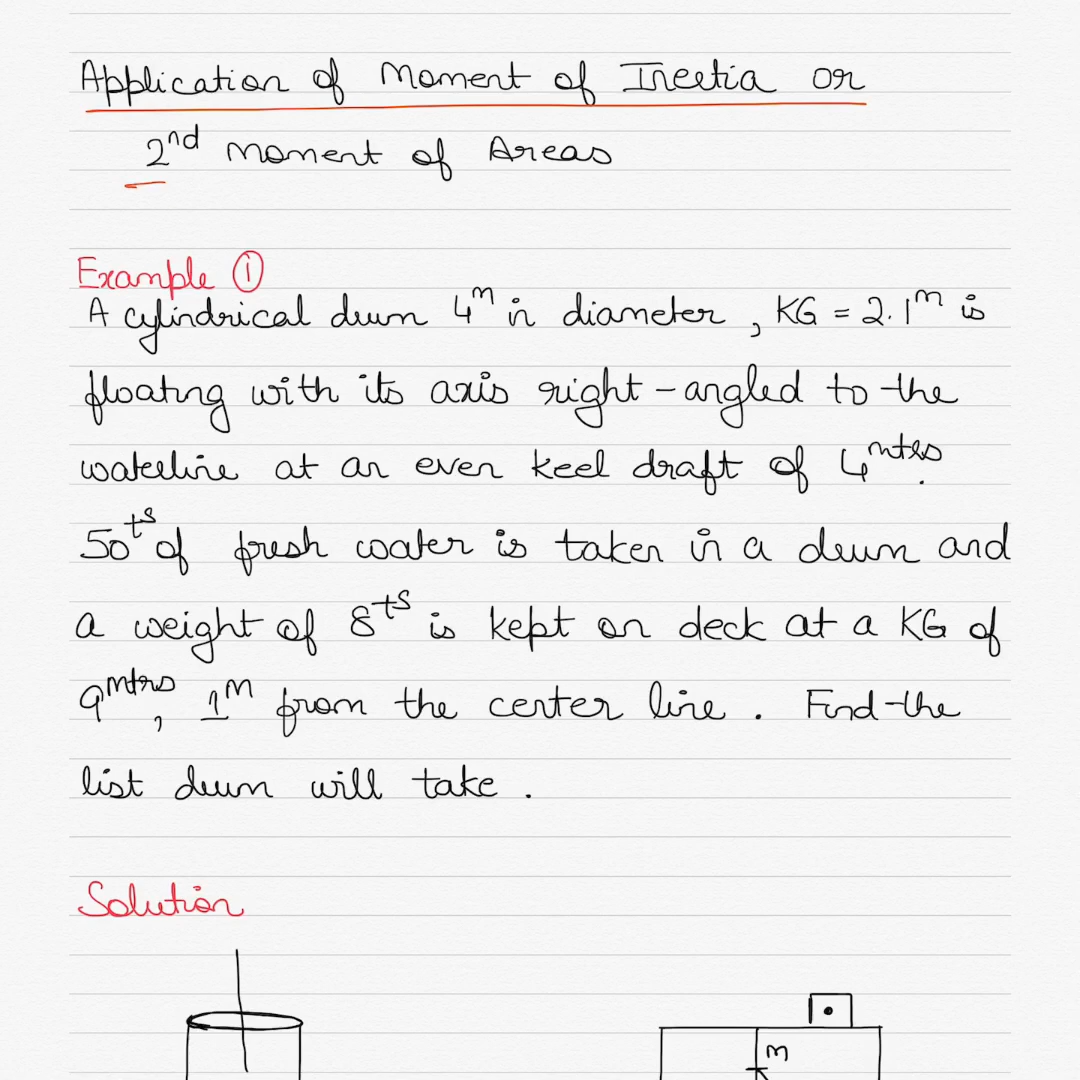 Application of Moment of Inertia Or
2nd Moment of Areas
Example ①
A cylindrical drum 4m in diameter, KG = 2.1m is
floating with its axis right-angled to the
waterline at an even keel draft of 4mtrs.
50ts of fresh water is taken in a drum and
a weight of 8ts is kept on deck at a KG of
9mtrs, 1m from the center line. Find the
list drum will take.
Solution
m